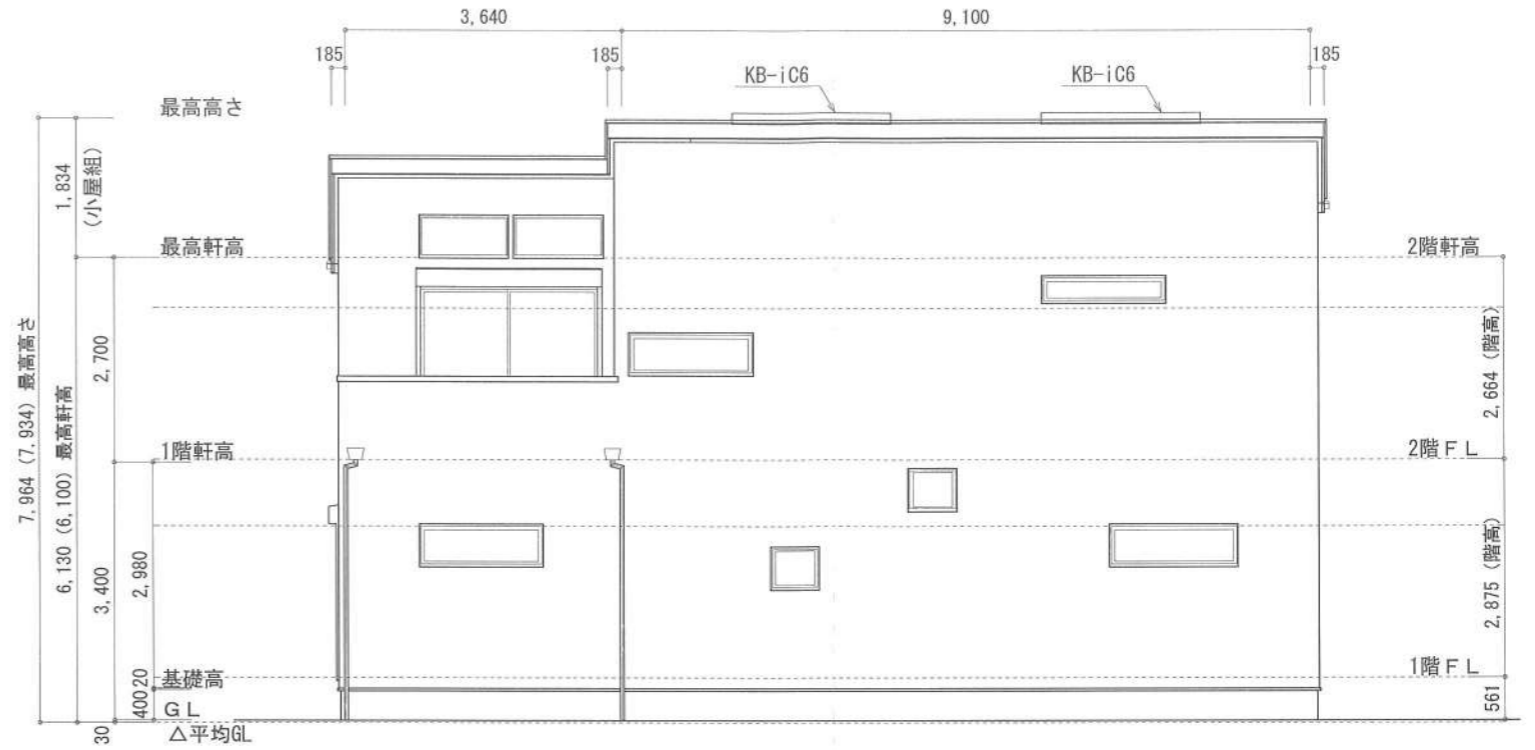 3,640
9,100
185
185
185
KB-iC6
KB-iC6
最高高さ
1,834
(小屋組)
最高軒高
2階軒高
2,700
2,664 (階高)
7,964 (7,934) 最高高さ
6,130 (6,100) 最高軒高
1階軒高
2階FL
3,400
2,980
2,875 (階高)
20
基礎高
1階FL
400
GL
561
30
△平均GL